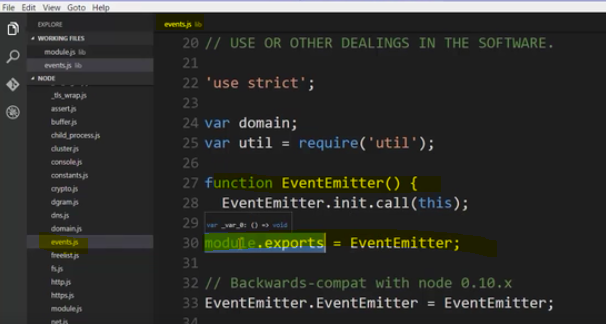 File Edit View Goto Help
EXPLORE
WORKING FILES
module.js lib
events.js lib
NODE
_tls_wrap.js
assert.js
buffer.js
child_process.js
cluster.js
console.js
constants.js
crypto.js
dgram.js
dns.js
domain.js
events.js
freelist.js
fs.js
http.js
https.js
module.js
net.js
events.js lib
20 // USE OR OTHER DEALINGS IN THE SOFTWARE.
21
22 'use strict';
23
24 var domain;
25 var util = require('util');
26
27 function EventEmitter() {
28 EventEmitter.init.call(this);
29
var _var_0: () => void
30 module.exports = EventEmitter;
31
32 // Backwards-compat with node 0.10.x
33 EventEmitter.EventEmitter = EventEmitter;